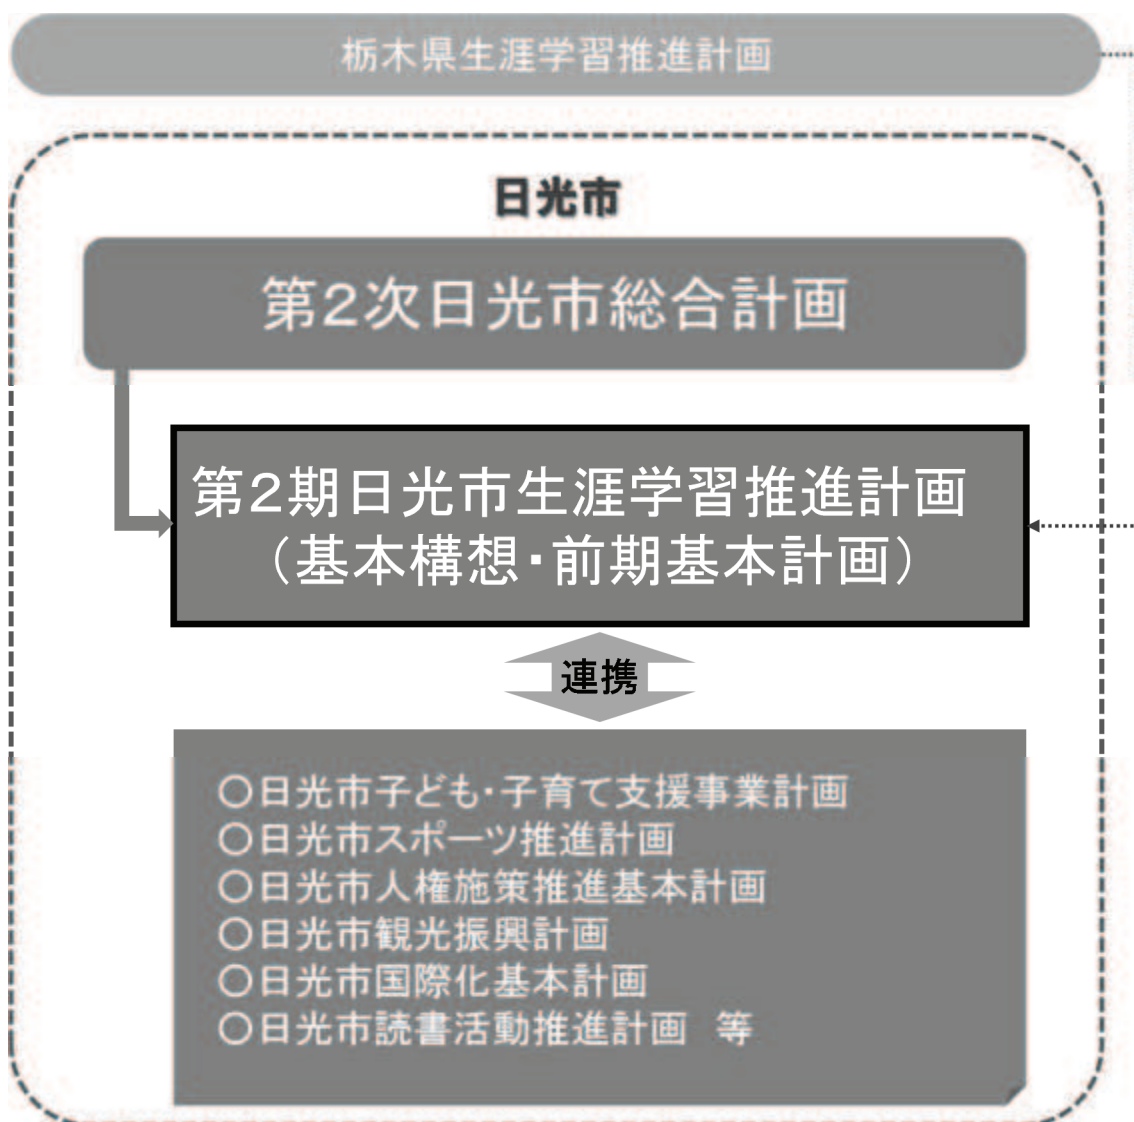 栃木県生涯学習推進計画
日光市
第2次日光市総合計画
第2期日光市生涯学習推進計画
（基本構想・前期基本計画）
連携
○日光市子ども・子育て支援事業計画
○日光市スポーツ推進計画
○日光市人権施策推進基本計画
○日光市観光振興計画
○日光市国際化基本計画
○日光市読書活動推進計画　等